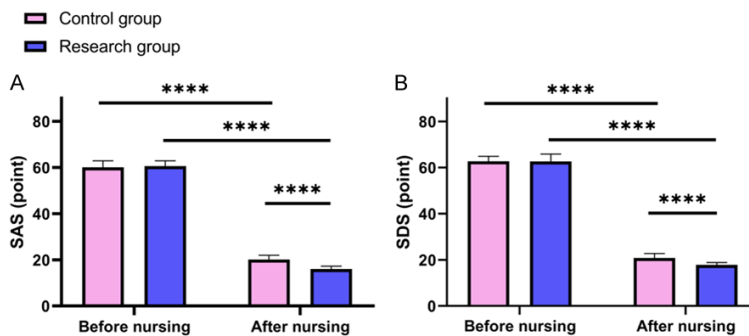 Control group
Research group
A
****
****
****
SAS (point)
80
60
40
20
0
Before nursing
After nursing
B
****
****
****
SDS (point)
80
60
40
20
0
Before nursing
After nursing